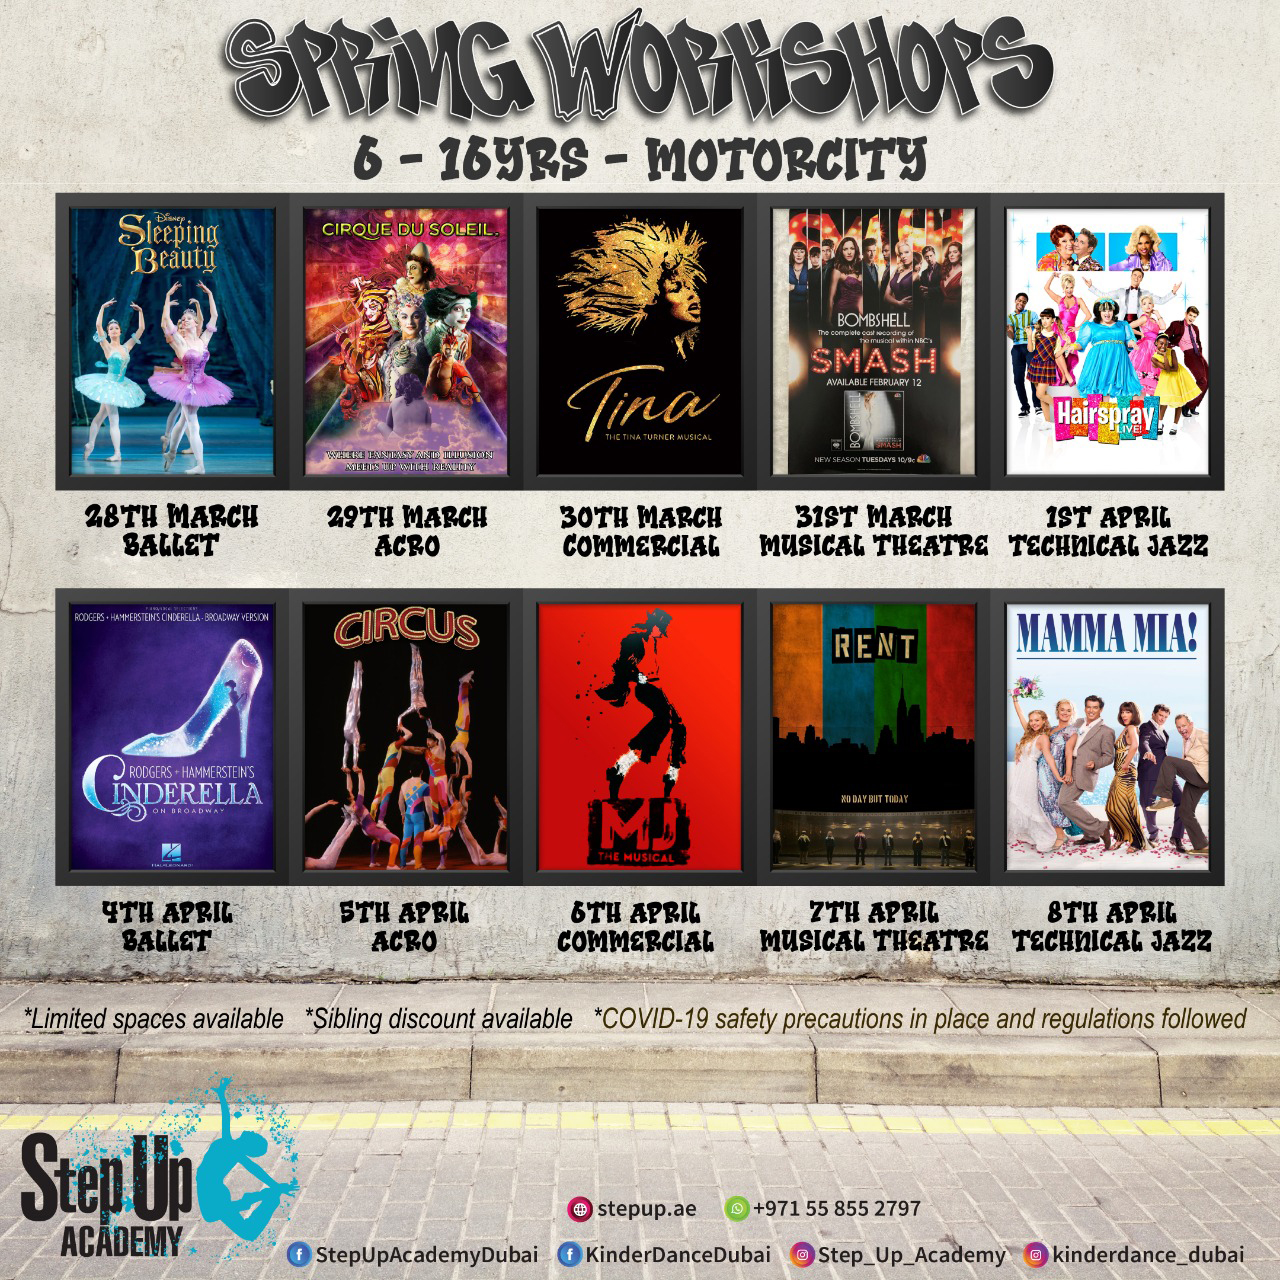 SPRING WORKSHOPS
6 - 16YRS - MOTORCITY
Disney
Sleeping
Beauty
CIRQUE DU SOLEIL.
WHERE FANTASY AND ILLUSION
MEETS UP WITH REALITY
Tina
THE TINA TURNER MUSICAL
SMASH
BOMBSHELL
The complete cast recording of
the musical within NBC's
SMASH
AVAILABLE FEBRUARY 12
BOMBSHELL
SMASH
NEW SEASON TUESDAYS 10/9c
Hairspray
LIVE!
28TH MARCH
BALLET
29TH MARCH
ACRO
30TH MARCH
COMMERCIAL
31ST MARCH
MUSICAL THEATRE
1ST APRIL
TECHNICAL JAZZ
RODGERS + HAMMERSTEIN'S CINDERELLA - BROADWAY VERSION
RODGERS + HAMMERSTEIN'S
CINDERELLA
ON BROADWAY
HAL•LEONARD
CIRCUS
MJ
THE MUSICAL
RENT
NO DAY BUT TODAY
MAMMA MIA!
4TH APRIL
BALLET
5TH APRIL
ACRO
6TH APRIL
COMMERCIAL
7TH APRIL
MUSICAL THEATRE
8TH APRIL
TECHNICAL JAZZ
*Limited spaces available *Sibling discount available *COVID-19 safety precautions in place and regulations followed
Step Up
ACADEMY
stepup.ae +971 55 855 2797
StepUpAcademyDubai KinderDanceDubai Step_Up_Academy kinderdance_dubai